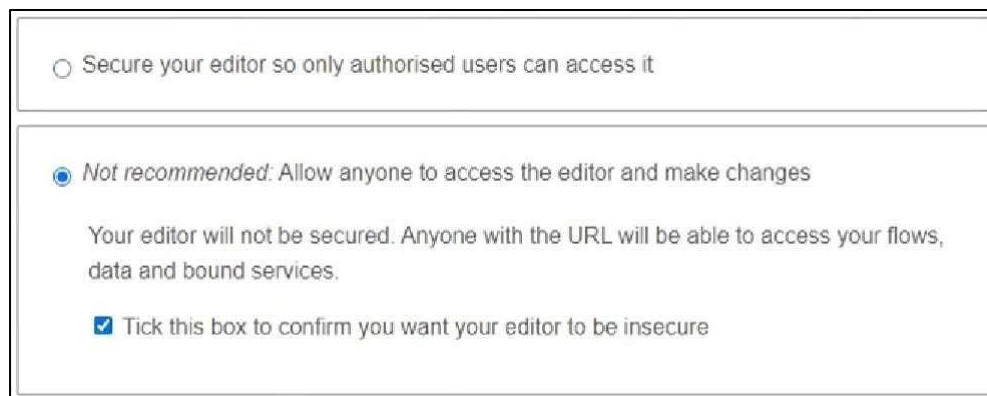 Secure your editor so only authorised users can access it
Not recommended: Allow anyone to access the editor and make changes
Your editor will not be secured. Anyone with the URL will be able to access your flows,
data and bound services.
Tick this box to confirm you want your editor to be insecure